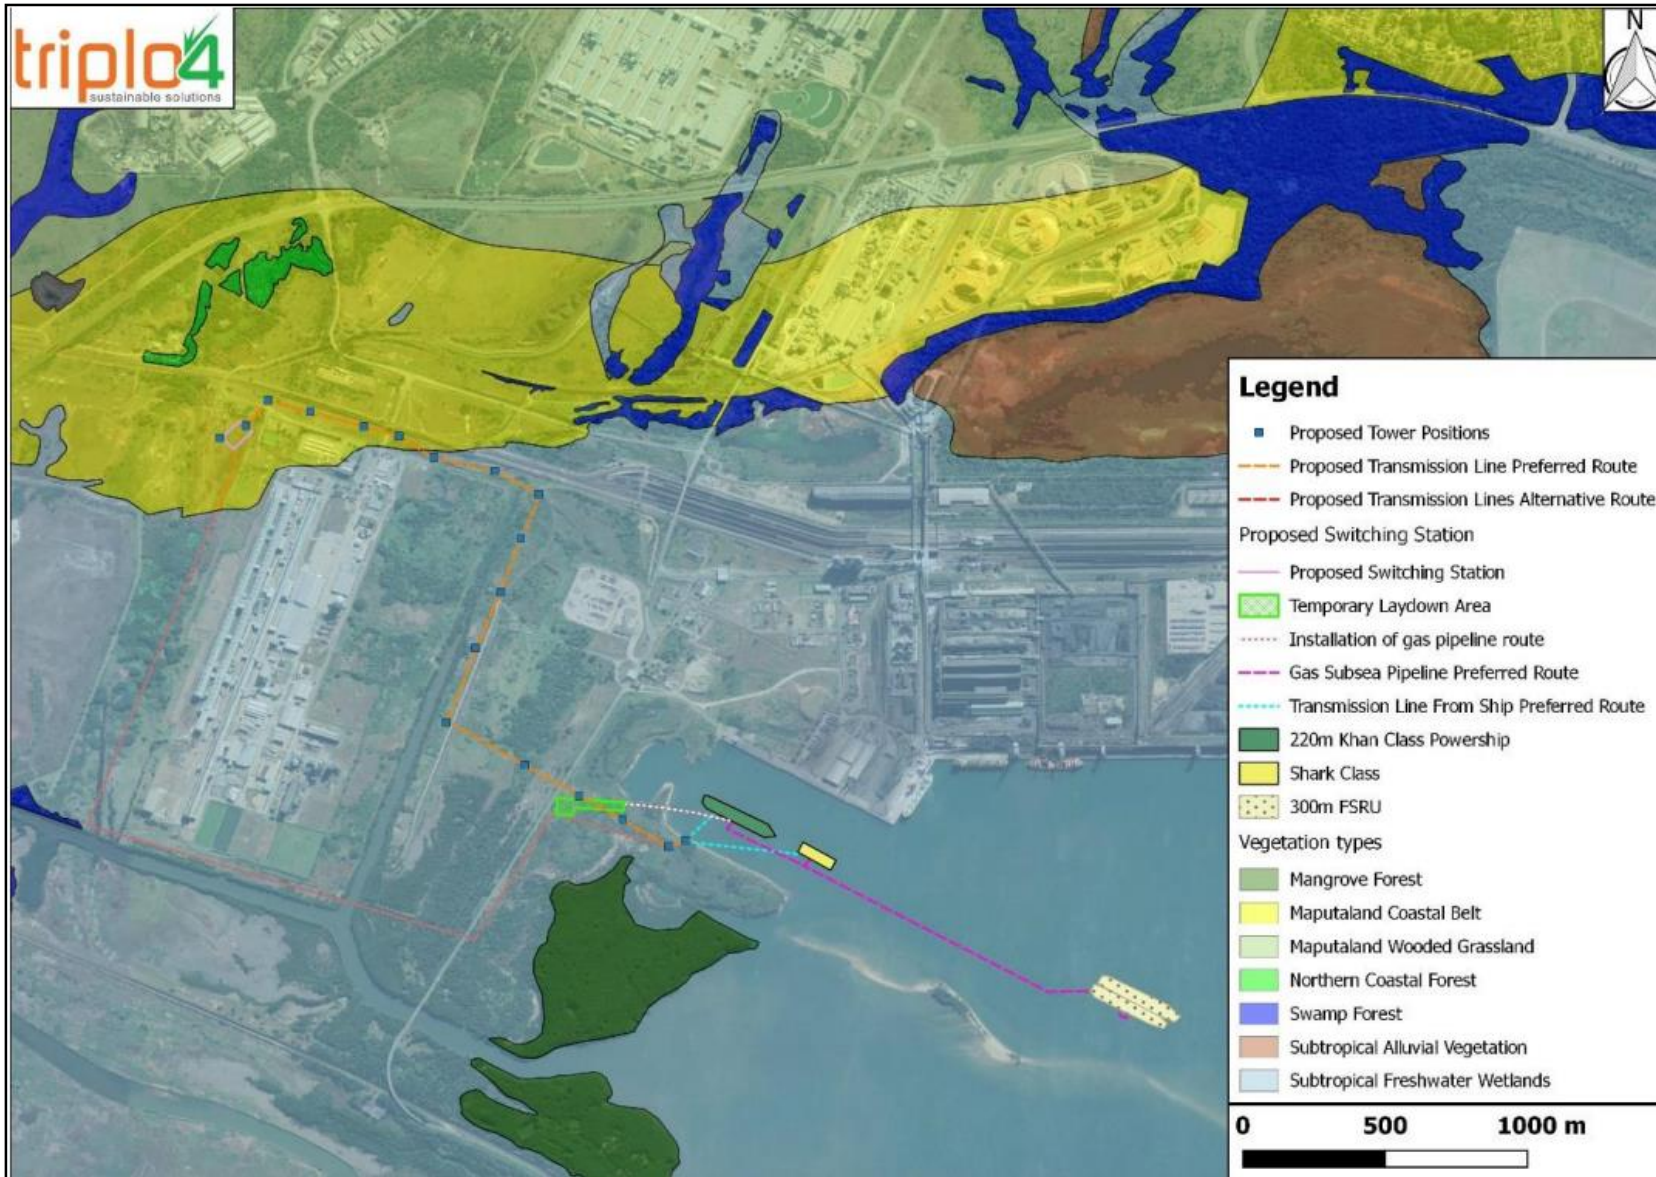 triplo4
sustainable solutions
N
Legend
Proposed Tower Positions
Proposed Transmission Line Preferred Route
Proposed Transmission Lines Alternative Route
Proposed Switching Station
Proposed Switching Station
Temporary Laydown Area
Installation of gas pipeline route
Gas Subsea Pipeline Preferred Route
Transmission Line From Ship Preferred Route
220m Khan Class Powership
Shark Class
300m FSRU
Vegetation types
Mangrove Forest
Maputaland Coastal Belt
Maputaland Wooded Grassland
Northern Coastal Forest
Swamp Forest
Subtropical Alluvial Vegetation
Subtropical Freshwater Wetlands
0 500 1000 m